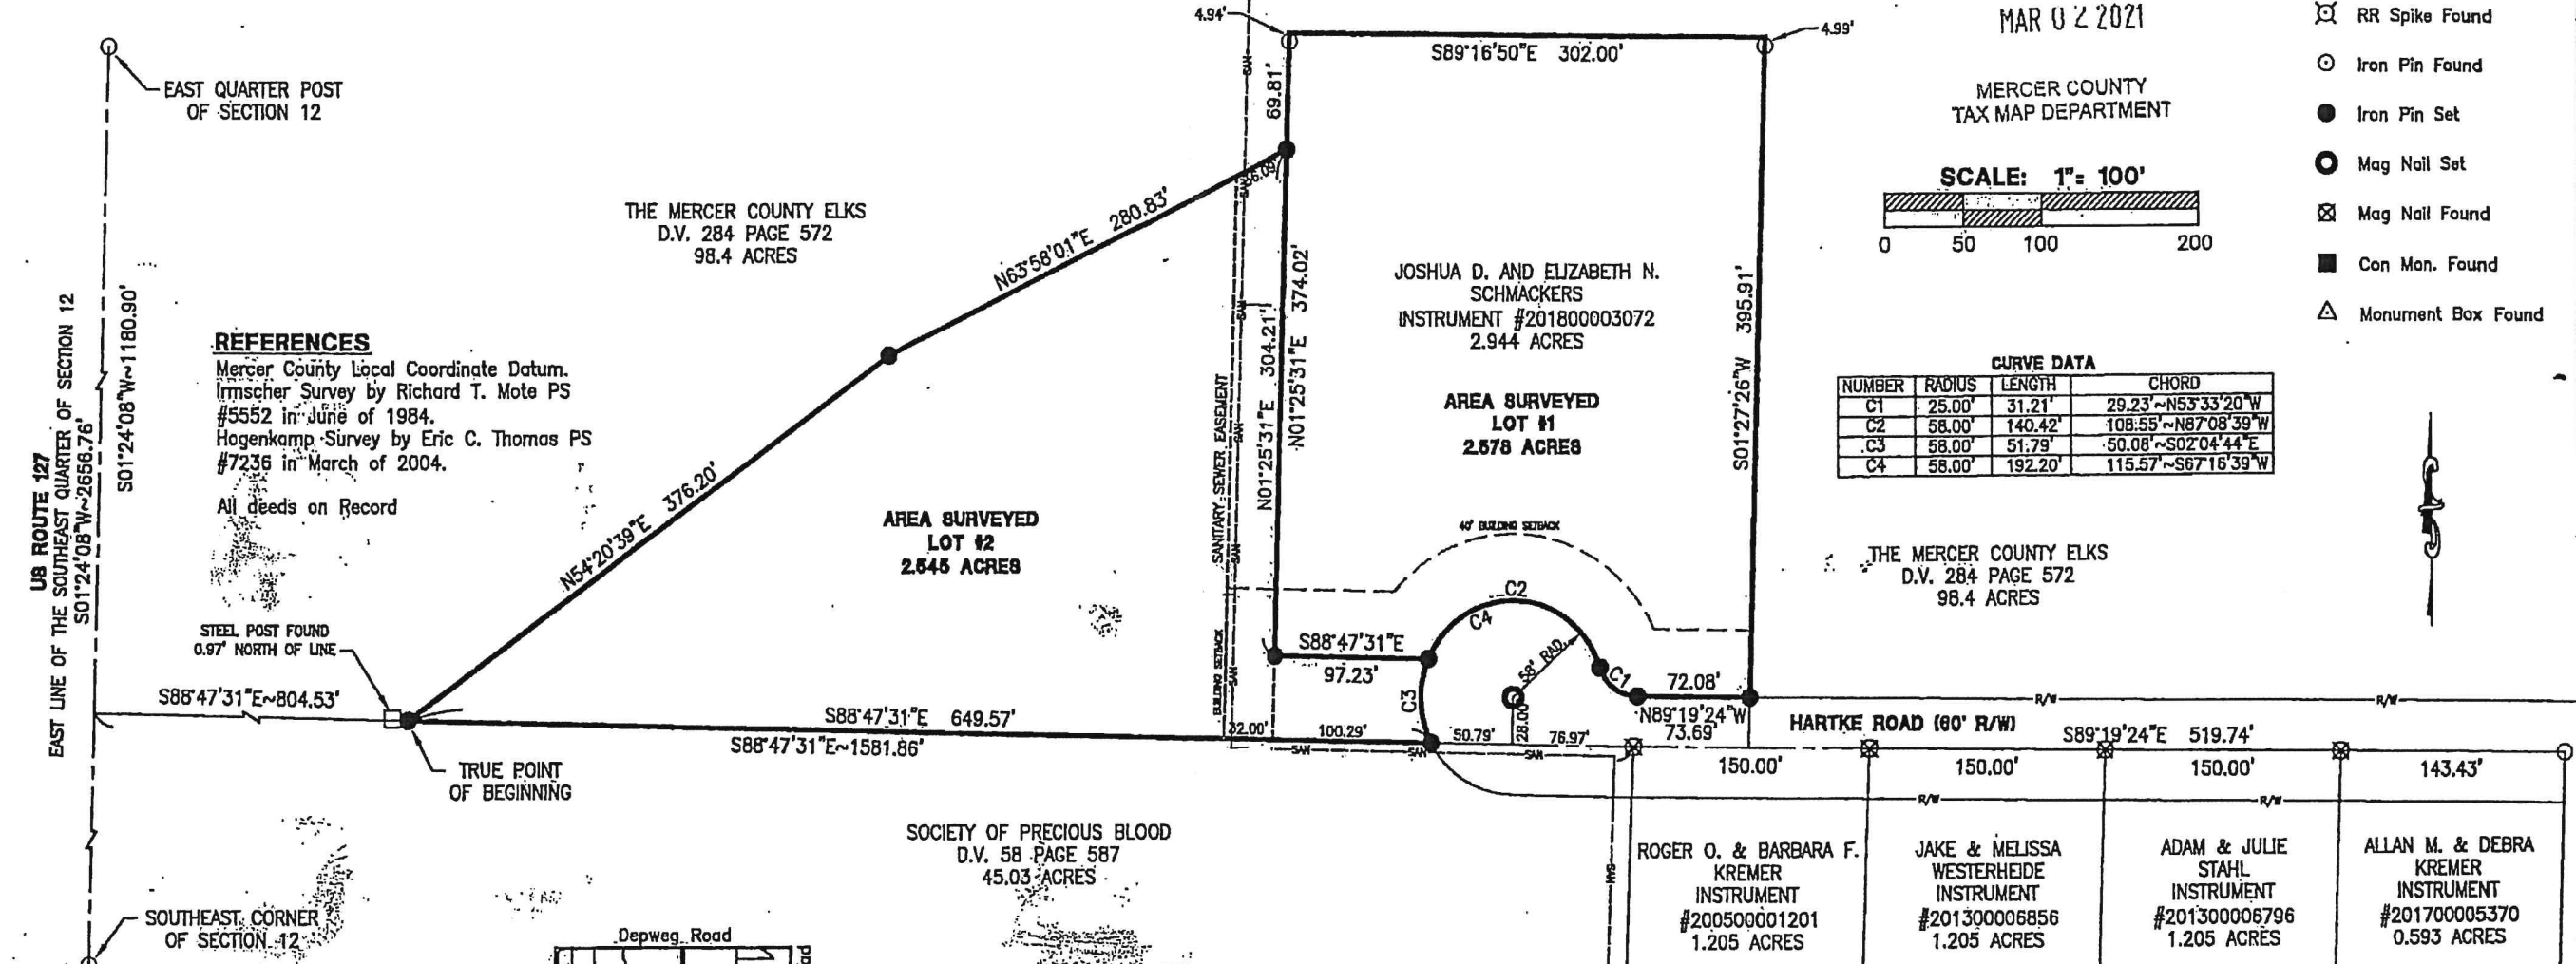 4.94'
S89°16'50"E 302.00'
4.99'
MAR 02 2021
MERCER COUNTY
TAX MAP DEPARTMENT
SCALE: 1"= 100'
0 50 100 200
RR Spike Found
Iron Pin Found
Iron Pin Set
Mag Nail Set
Mag Nail Found
Con Mon. Found
Monument Box Found
EAST QUARTER POST
OF SECTION 12
THE MERCER COUNTY ELKS
D.V. 284 PAGE 572
98.4 ACRES
69.81'
N63°58'01"E 280.83'
N01°25'31"E 374.02'
N01°25'31"E 304.21'
SANITARY SEWER EASEMENT
SAN
SAN
SAN
SAN
SAN
SAN
JOSHUA D. AND ELIZABETH N.
SCHMACKERS
INSTRUMENT #201800003072
2.944 ACRES
AREA SURVEYED
LOT #1
2.578 ACRES
S01°27'26"W 395.91'
CURVE DATA
NUMBER RADIUS LENGTH CHORD
C1 25.00' 31.21' 29.23'~N53°33'20"W
C2 58.00' 140.42' 108.55'~N87°08'39"W
C3 58.00' 51.79' 50.08'~S02°04'44"E
C4 58.00' 192.20' 115.57'~S67°16'39"W
US ROUTE 127
EAST LINE OF THE SOUTHEAST QUARTER OF SECTION 12
S01°24'08"W~2656.76'
S01°24'08"W~1180.90'
REFERENCES
Mercer County Local Coordinate Datum.
Irmscher Survey by Richard T. Mote PS
#5552 in June of 1984.
Hogenkamp Survey by Eric C. Thomas PS
#7236 in March of 2004.
All deeds on Record
N54°20'39"E 376.20'
AREA SURVEYED
LOT #2
2.545 ACRES
40' BUILDING SETBACK
THE MERCER COUNTY ELKS
D.V. 284 PAGE 572
98.4 ACRES
STEEL POST FOUND
0.97' NORTH OF LINE
BUILDING SETBACK
S88°47'31"E
97.23'
C2
C4
58' RAD.
C1
C3
28.00'
72.08'
N89°19'24"W
73.69'
S88°47'31"E~804.53'
S88°47'31"E 649.57'
S88°47'31"E~1581.86'
32.00' 100.29' 50.79' 76.97'
SAN SAN SAN
HARTKE ROAD (60' R/W)
R/W R/W
S89°19'24"E 519.74'
150.00' 150.00' 150.00' 143.43'
R/W R/W
TRUE POINT
OF BEGINNING
SOCIETY OF PRECIOUS BLOOD
D.V. 58 PAGE 587
45.03 ACRES
SAN
ROGER O. & BARBARA F.
KREMER
INSTRUMENT
#200500001201
1.205 ACRES
JAKE & MELISSA
WESTERHEIDE
INSTRUMENT
#201300006856
1.205 ACRES
ADAM & JULIE
STAHL
INSTRUMENT
#201300006796
1.205 ACRES
ALLAN M. & DEBRA
KREMER
INSTRUMENT
#201700005370
0.593 ACRES
SOUTHEAST CORNER
OF SECTION 12
Depweg Road